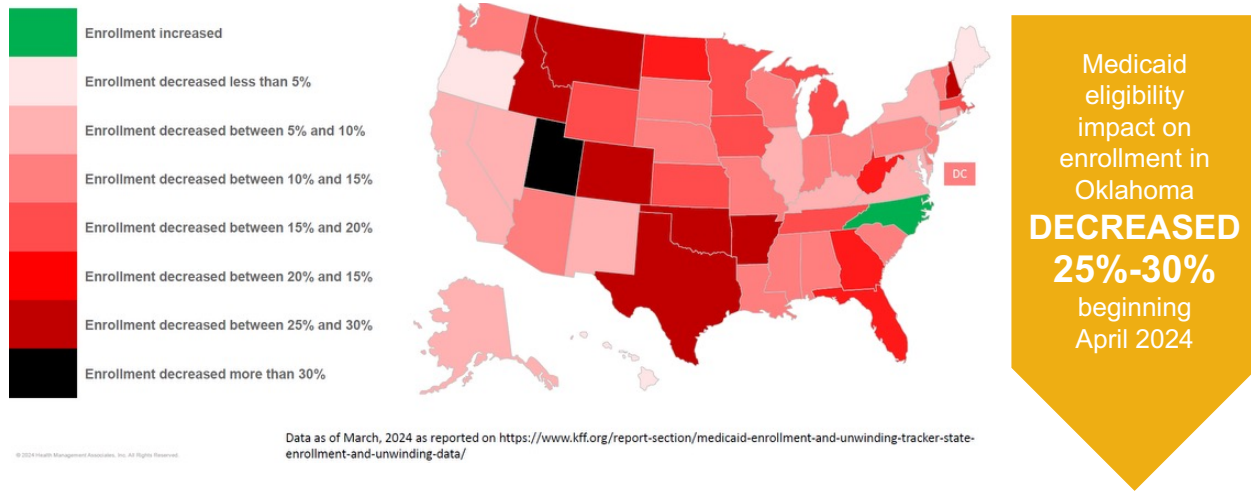 Enrollment increased
Enrollment decreased less than 5%
Enrollment decreased between 5% and 10%
Enrollment decreased between 10% and 15%
Enrollment decreased between 15% and 20%
Enrollment decreased between 20% and 15%
Enrollment decreased between 25% and 30%
Enrollment decreased more than 30%
DC
Medicaid
eligibility
impact on
enrollment in
Oklahoma
DECREASED
25%-30%
beginning
April 2024
Data as of March, 2024 as reported on https://www.kff.org/report-section/medicaid-enrollment-and-unwinding-tracker-state-
enrollment-and-unwinding-data/
© 2024 Health Management Associates, Inc. All Rights Reserved.